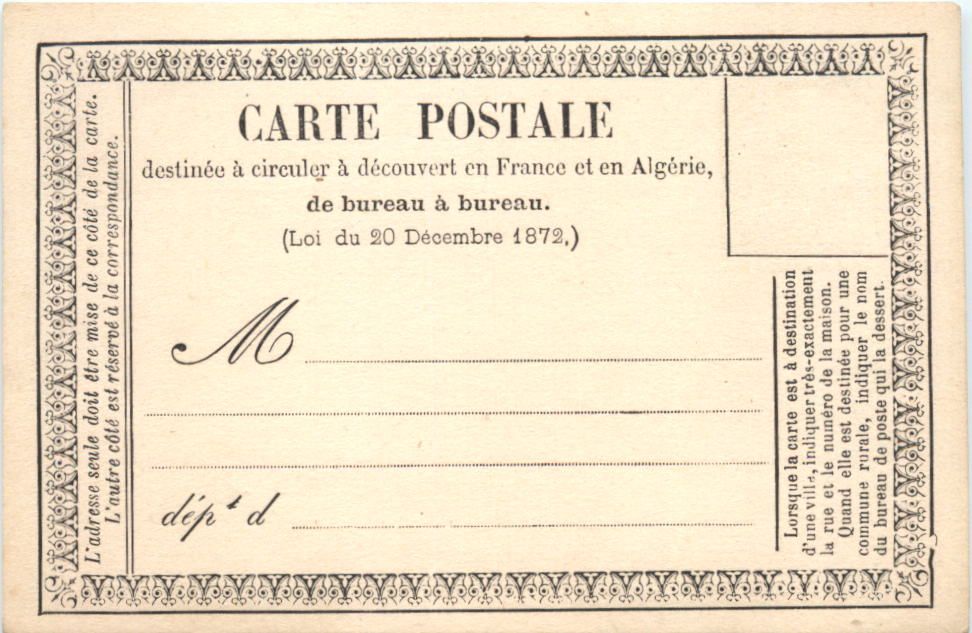 CARTE POSTALE
destinée à circuler à découvert en France et en Algérie,
de bureau à bureau.
(Loi du 20 Décembre 1872,)
M
dépt d
L'adresse seule doit être mise de ce côté de la carte.
L'autre côté est réservé à la correspondance.
Lorsque la carte est à destination
d'une ville, indiquer très-exactement
la rue et le numéro de la maison.
Quand elle est destinée pour une
commune rurale, indiquer le nom
du bureau de poste qui la dessert.